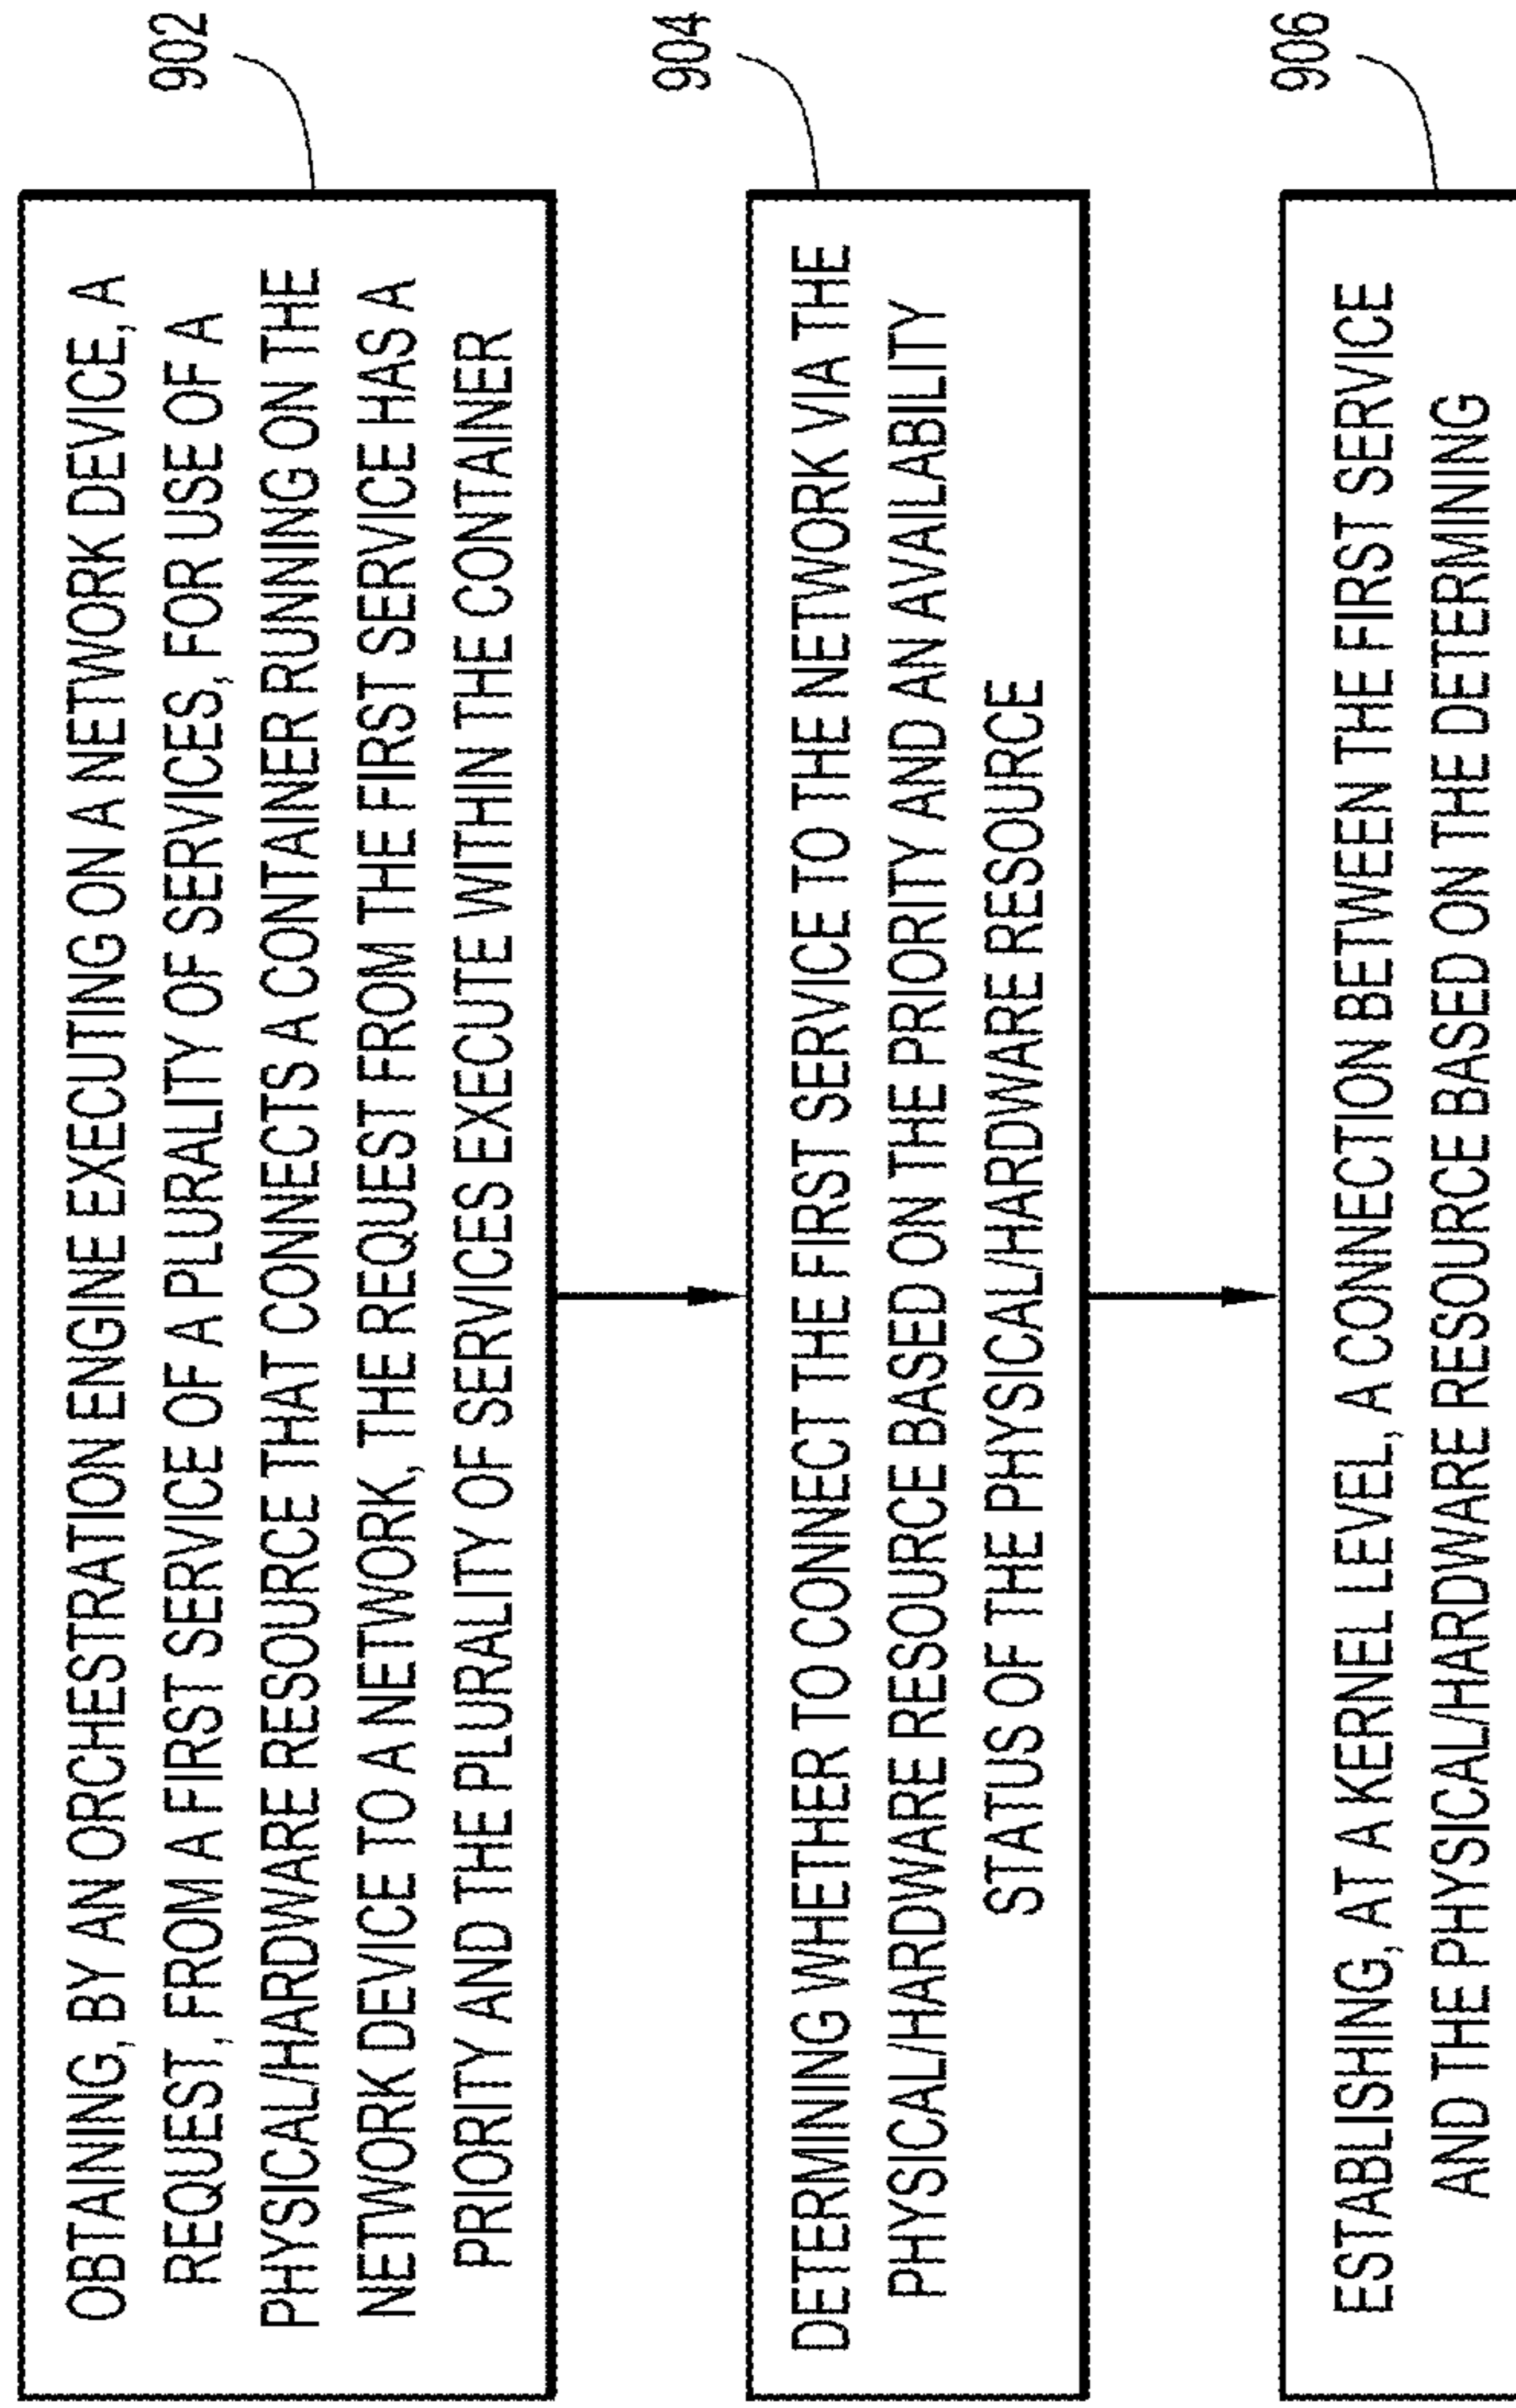 902
OBTAINING, BY AN ORCHESTRATION ENGINE EXECUTING ON A NETWORK DEVICE, A
REQUEST, FROM A FIRST SERVICE OF A PLURALITY OF SERVICES, FOR USE OF A
PHYSICAL/HARDWARE RESOURCE THAT CONNECTS A CONTAINER RUNNING ON THE
NETWORK DEVICE TO A NETWORK, THE REQUEST FROM THE FIRST SERVICE HAS A
PRIORITY AND THE PLURALITY OF SERVICES EXECUTE WITHIN THE CONTAINER
904
DETERMINING WHETHER TO CONNECT THE FIRST SERVICE TO THE NETWORK VIA THE
PHYSICAL/HARDWARE RESOURCE BASED ON THE PRIORITY AND AN AVAILABILITY
STATUS OF THE PHYSICAL/HARDWARE RESOURCE
906
ESTABLISHING, AT A KERNEL LEVEL, A CONNECTION BETWEEN THE FIRST SERVICE
AND THE PHYSICAL/HARDWARE RESOURCE BASED ON THE DETERMINING